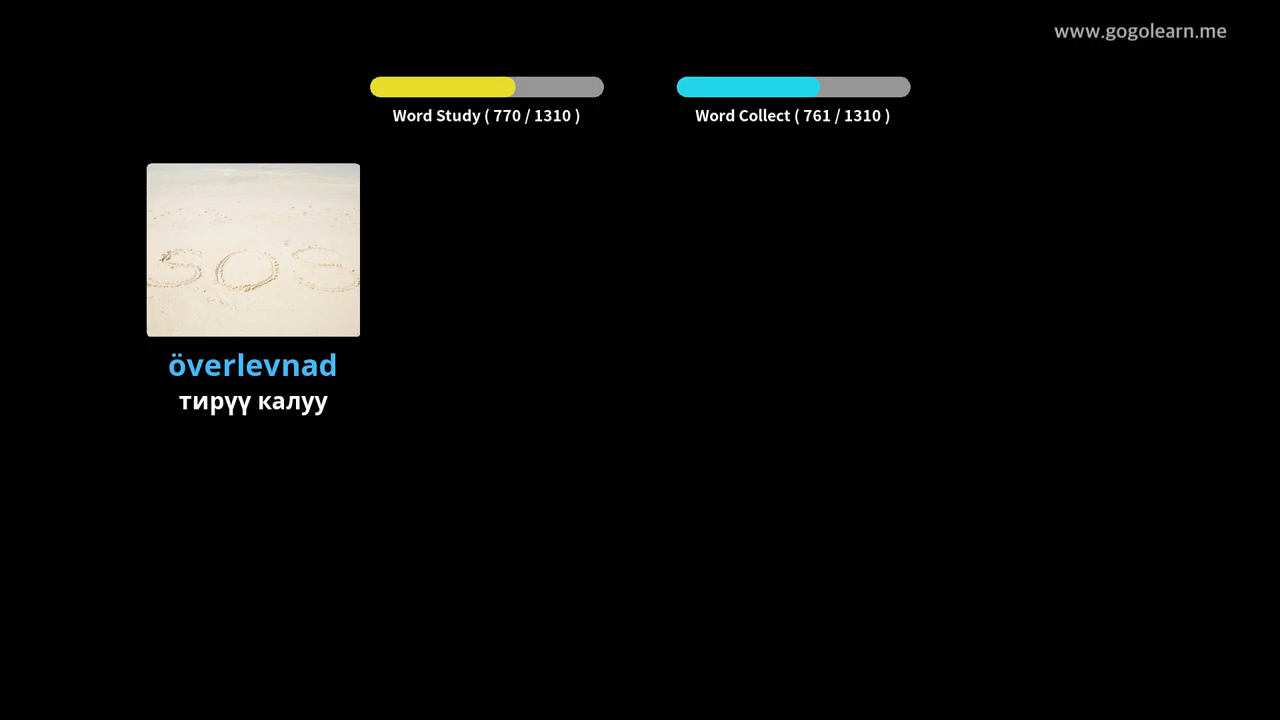 www.gogolearn.me
Word Study ( 770 / 1310 )
Word Collect ( 761 / 1310 )
SOS
överlevnad
тирүү калуу